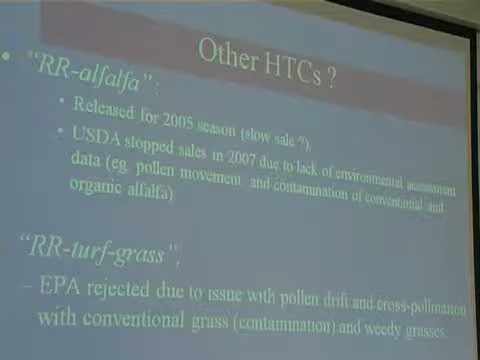 Other HTCs ?
• "RR-alfalfa" :
• Released for 2005 season (slow sale ?).
• USDA stopped sales in 2007 due to lack of environmental assessment
data (eg. pollen movement and contamination of conventional and
organic alfalfa)
"RR-turf-grass",
– EPA rejected due to issue with pollen drift and cross-pollination
with conventional grass (contamination) and weedy grasses.